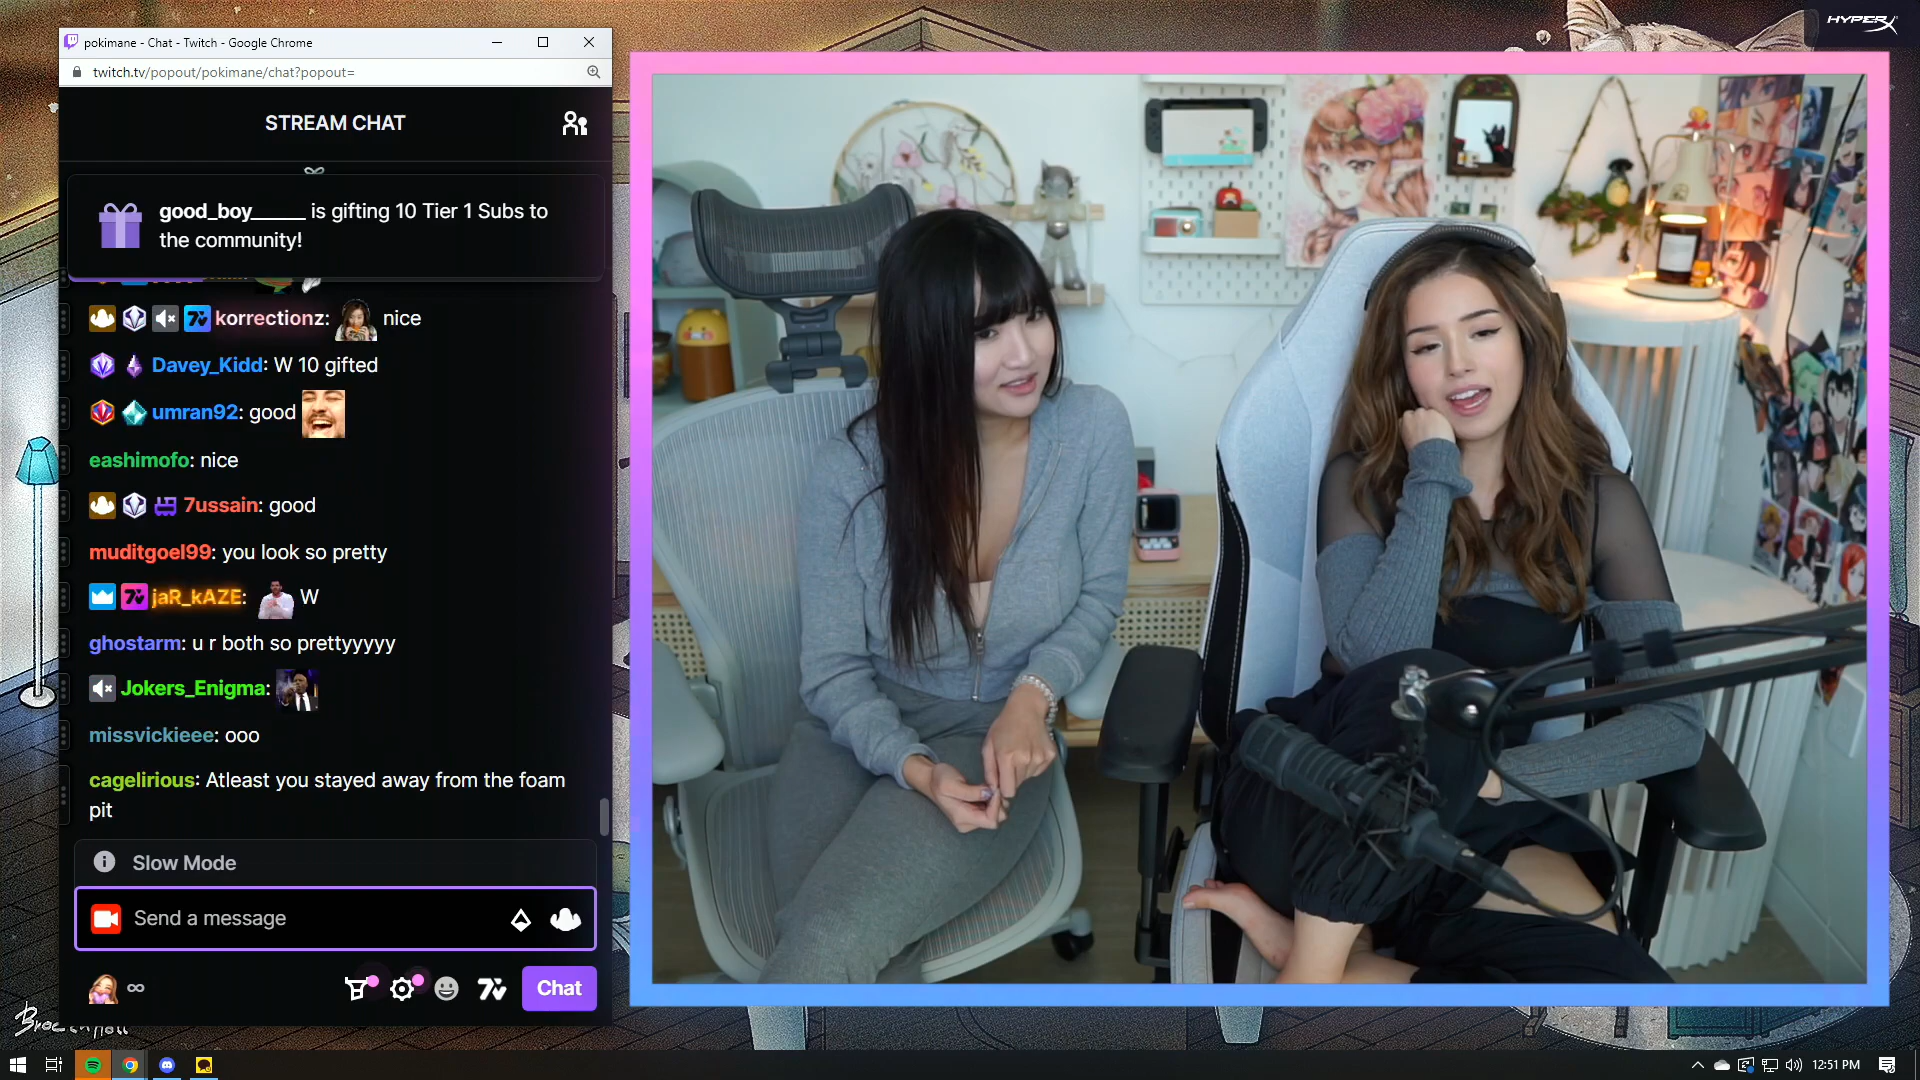 pokimane - Chat - Twitch - Google Chrome
twitch.tv/popout/pokimane/chat?popout=
HYPERX
STREAM CHAT
good_boy_____ is gifting 10 Tier 1 Subs to
the community!
korrectionz: nice
Davey_Kidd: W 10 gifted
umran92: good
eashimofo: nice
7ussain: good
muditgoel99: you look so pretty
jaR_kAZE: W
ghostarm: u r both so prettyyyyy
Jokers_Enigma:
missvickieee: ooo
cagelirious: Atleast you stayed away from the foam
pit
Slow Mode
Send a message
∞
Chat
12:51 PM